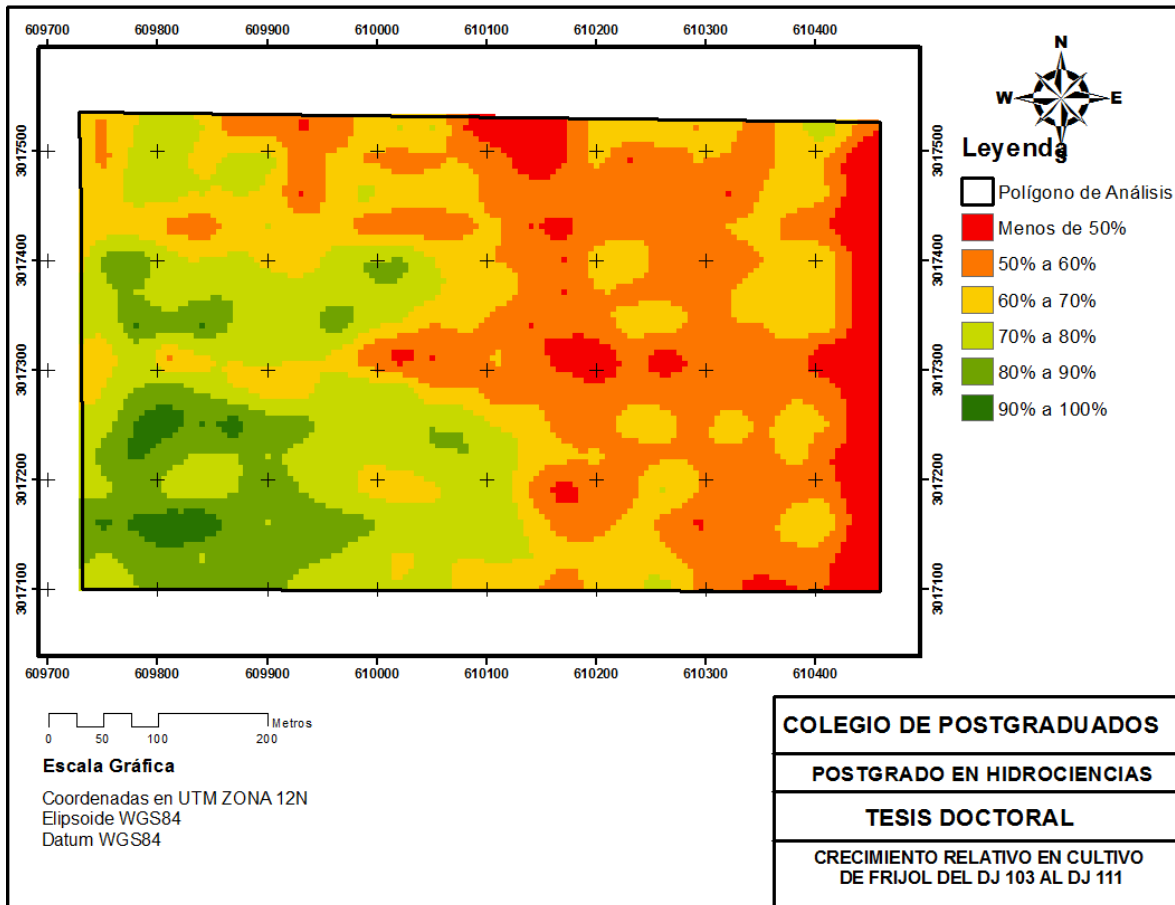 609700 609800 609900 610000 610100 610200 610300 610400
3017500
3017400
3017300
3017200
3017100
3017500
3017400
3017300
3017200
3017100
609700 609800 609900 610000 610100 610200 610300 610400
N
W E
S
Leyenda
Polígono de Análisis
Menos de 50%
50% a 60%
60% a 70%
70% a 80%
80% a 90%
90% a 100%
Metros
0 50 100 200
Escala Gráfica
Coordenadas en UTM ZONA 12N
Elipsoide WGS84
Datum WGS84
COLEGIO DE POSTGRADUADOS
POSTGRADO EN HIDROCIENCIAS
TESIS DOCTORAL
CRECIMIENTO RELATIVO EN CULTIVO
DE FRIJOL DEL DJ 103 AL DJ 111